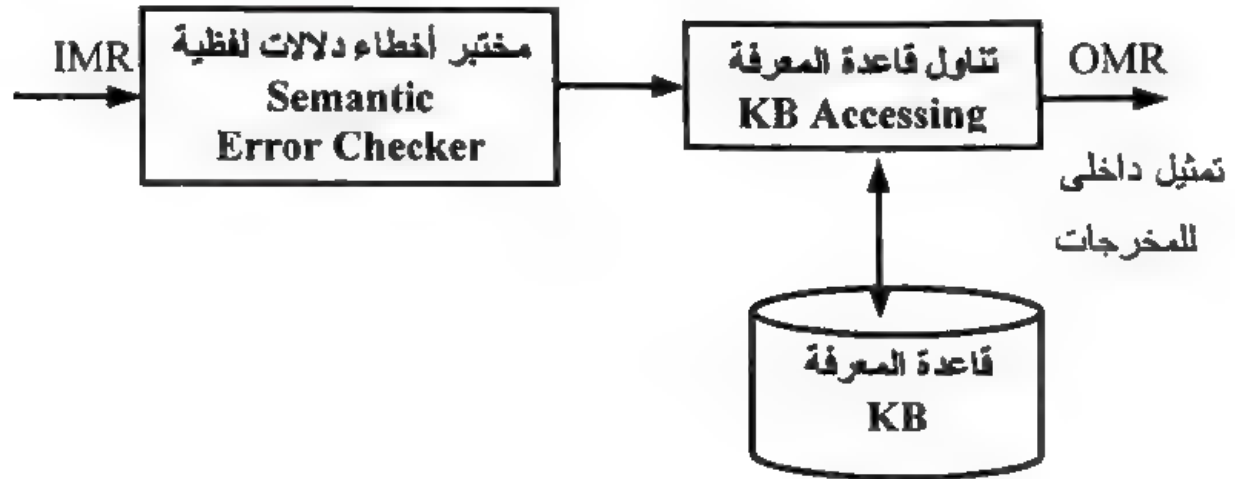 IMR
مختبر أخطاء دلالات لفظية
Semantic
Error Checker
تناول قاعدة المعرفة
KB Accessing
OMR
تمثيل داخلى
للمخرجات
قاعدة المعرفة
KB